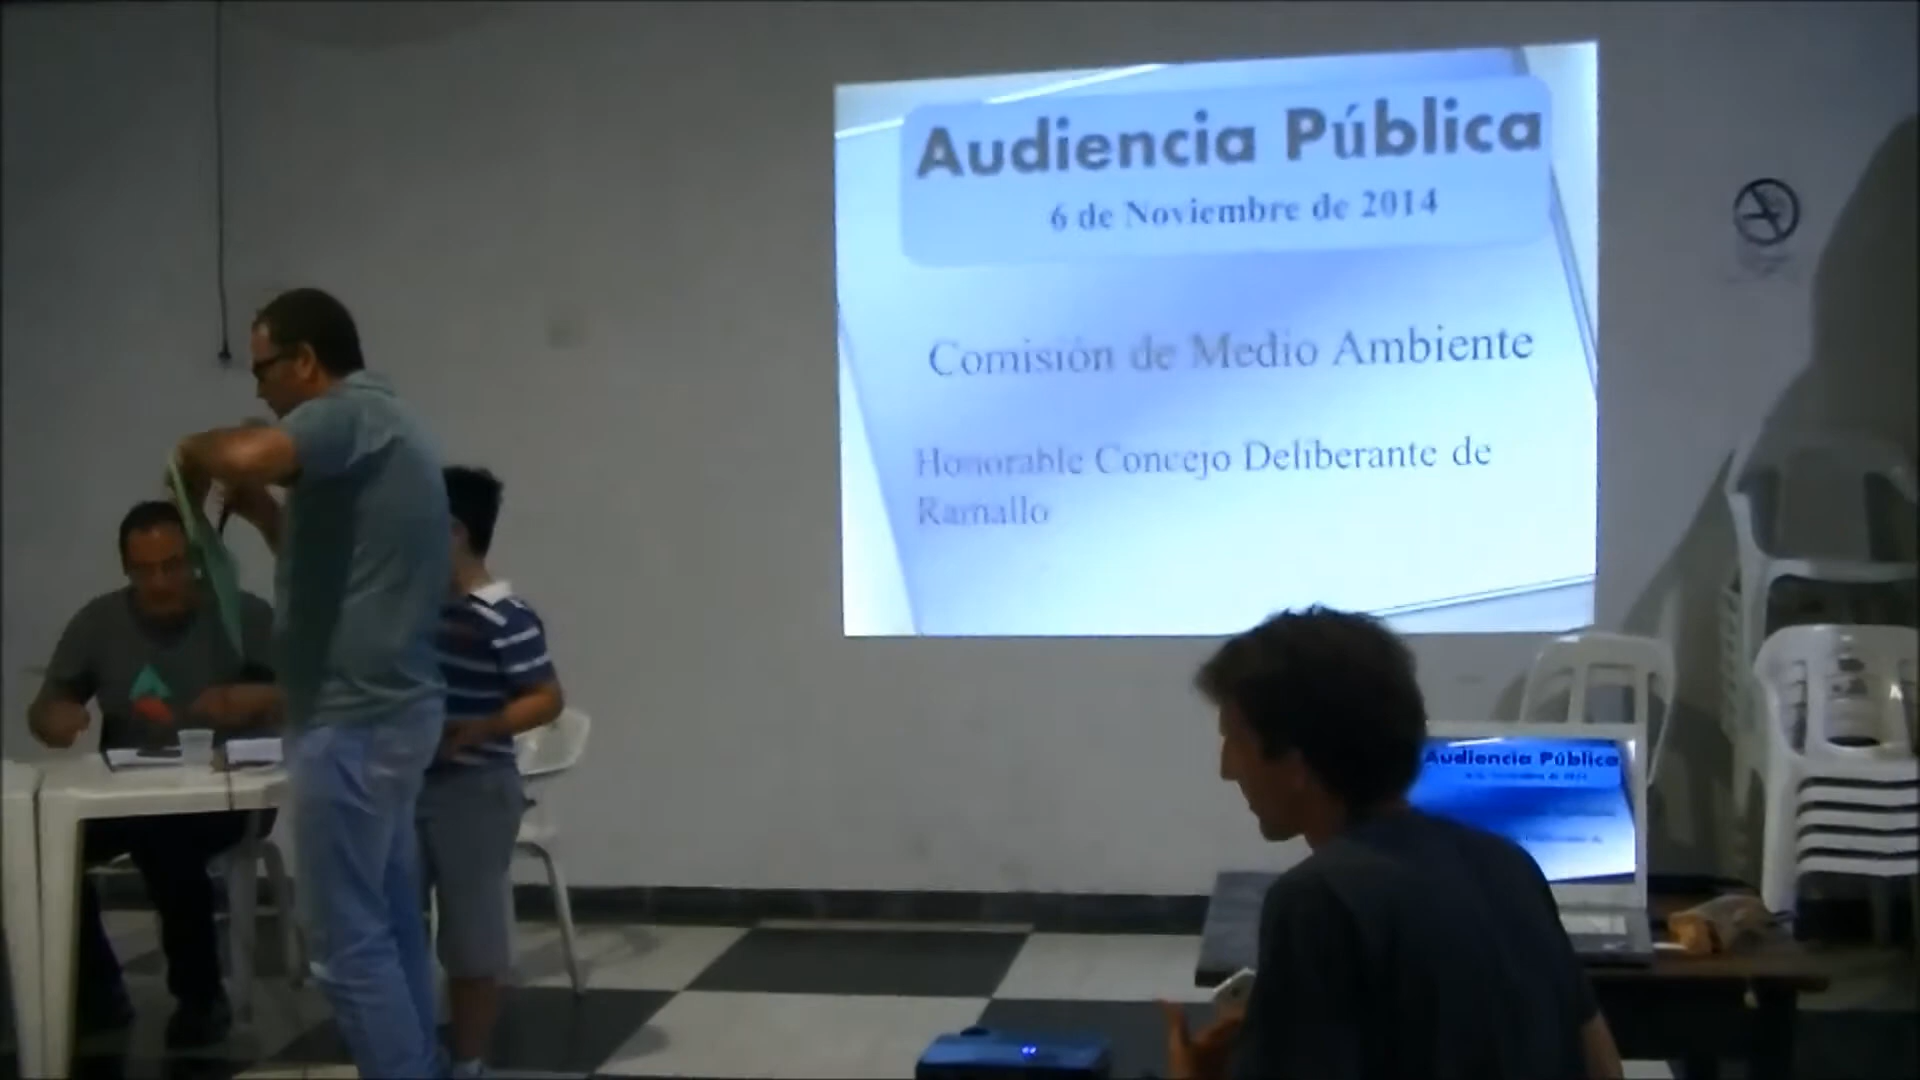 Audiencia Pública
6 de Noviembre de 2014
Comisión de Medio Ambiente
Honorable Concejo Deliberante de
Ramallo
Audiencia Pública